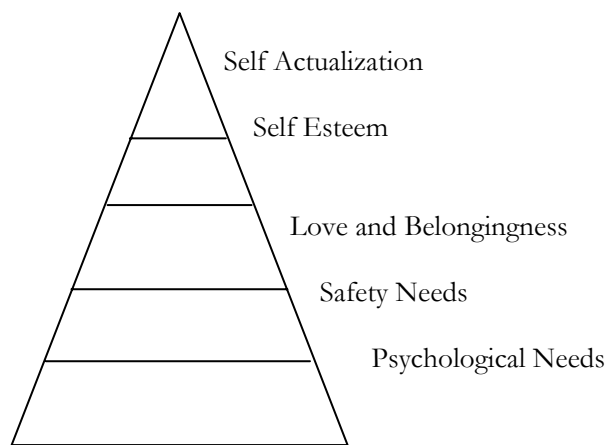 Self Actualization
Self Esteem
Love and Belongingness
Safety Needs
Psychological Needs